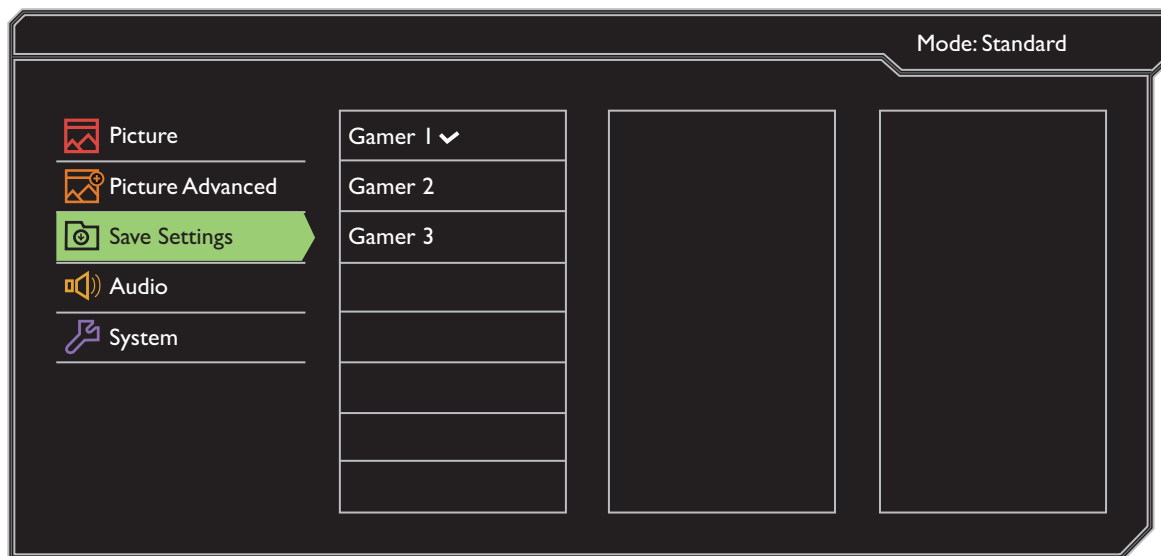 Mode: Standard
Picture
Picture Advanced
Save Settings
Audio
System
Gamer 1
Gamer 2
Gamer 3